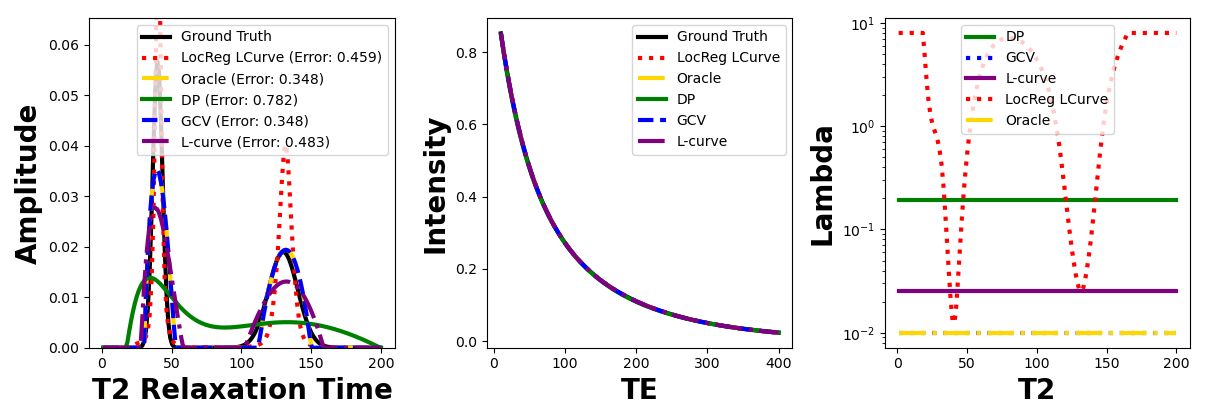 Amplitude
0.06
0.05
0.04
0.03
0.02
0.01
0.00
0 50 100 150 200
T2 Relaxation Time
Ground Truth
LocReg LCurve (Error: 0.459)
Oracle (Error: 0.348)
DP (Error: 0.782)
GCV (Error: 0.348)
L-curve (Error: 0.483)
Intensity
0.8
0.6
0.4
0.2
0.0
0 100 200 300 400
TE
Ground Truth
LocReg LCurve
Oracle
DP
GCV
L-curve
Lambda
10¹
10⁰
10⁻¹
10⁻²
0 50 100 150 200
T2
DP
GCV
L-curve
LocReg LCurve
Oracle